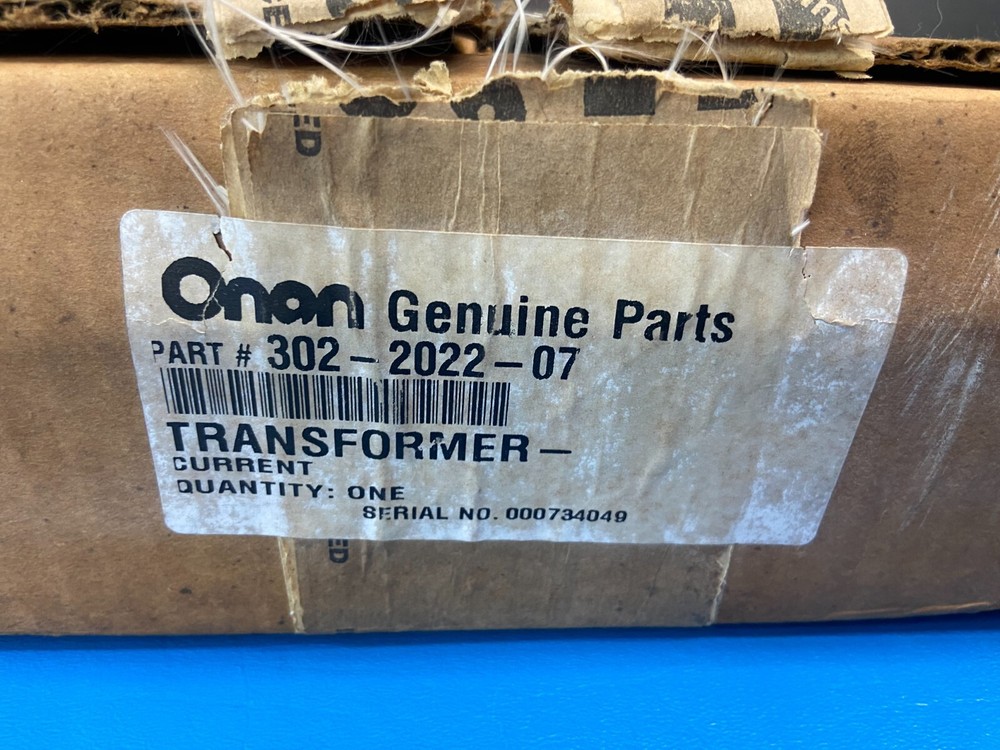 Onan Genuine Parts
PART # 302-2022-07
TRANSFORMER-
CURRENT
QUANTITY: ONE
SERIAL NO. 000734049